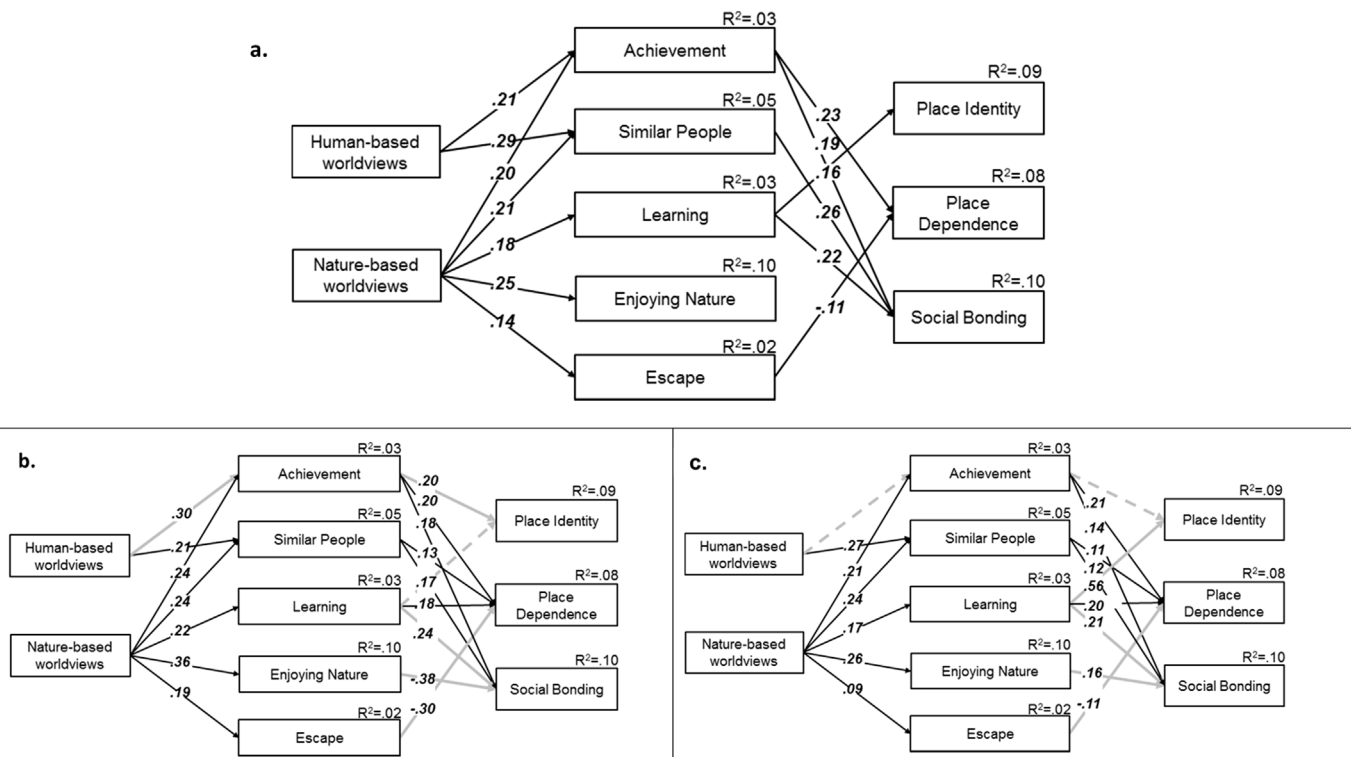 a.
R²=.03
Achievement
R²=.05
Similar People
R²=.03
Learning
R²=.10
Enjoying Nature
R²=.02
Escape
Human-based
worldviews
Nature-based
worldviews
.21
.29
.20
.21
.18
.25
.14
.23
.19
.16
.26
.22
-.11
R²=.09
Place Identity
R²=.08
Place
Dependence
R²=.10
Social Bonding
b.
R²=.03
Achievement
R²=.05
Similar People
R²=.03
Learning
R²=.10
Enjoying Nature
R²=.02
Escape
Human-based
worldviews
Nature-based
worldviews
.30
.21
.24
.24
.22
.36
.19
.20
.20
.18
.13
.17
.18
.24
-.38
-.30
R²=.09
Place Identity
R²=.08
Place
Dependence
R²=.10
Social Bonding
c.
R²=.03
Achievement
R²=.05
Similar People
R²=.03
Learning
R²=.10
Enjoying Nature
R²=.02
Escape
Human-based
worldviews
Nature-based
worldviews
.27
.21
.24
.17
.26
.09
.21
.14
.11
.12
.56
.20
.21
.16
-.11
R²=.09
Place Identity
R²=.08
Place
Dependence
R²=.10
Social Bonding